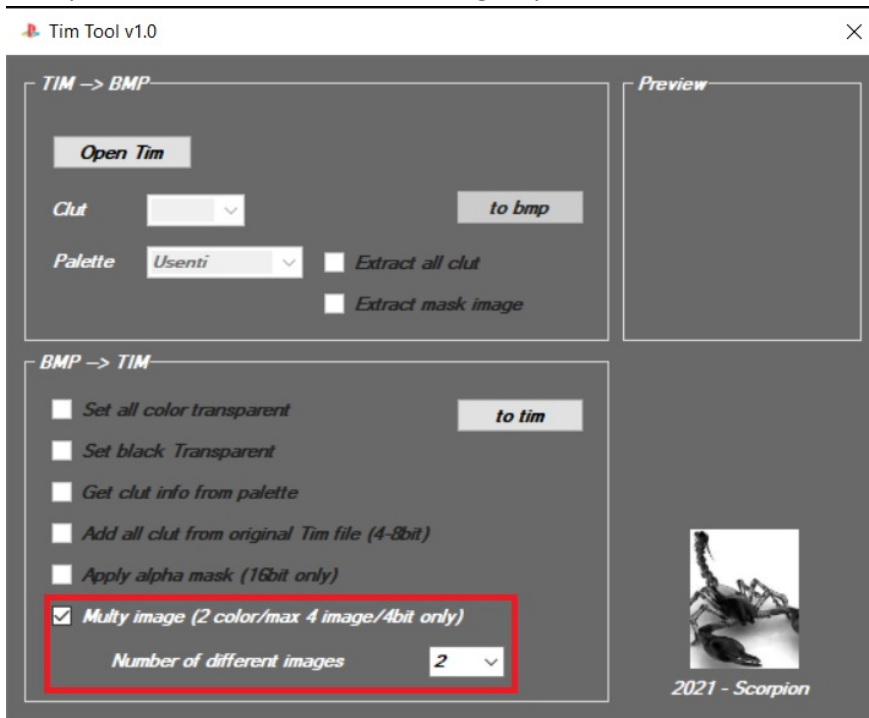 Tim Tool v1.0
TIM --> BMP
Preview
Open Tim
Clut
to bmp
Palette
Usenti
Extract all clut
Extract mask image
BMP --> TIM
Set all color transparent
to tim
Set black Transparent
Get clut info from palette
Add all clut from original Tim file (4-8bit)
Apply alpha mask (16bit only)
Multy image (2 color/max 4 image/4bit only)
Number of different images
2
2021 - Scorpion